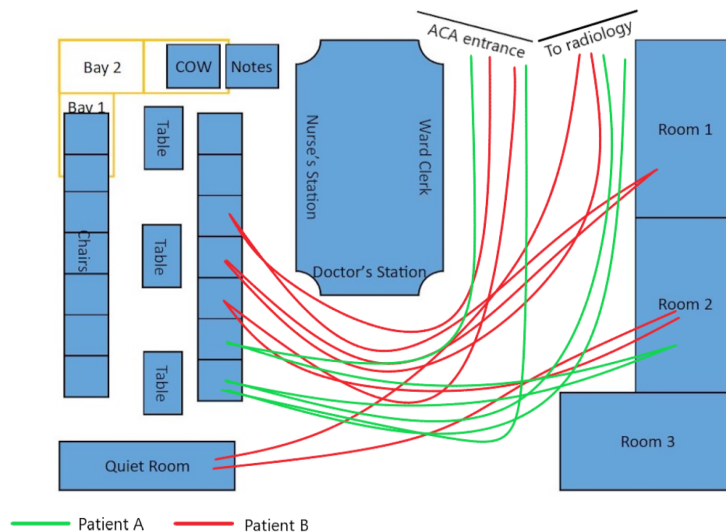 ACA entrance
To radiology
Bay 2
COW
Notes
Bay 1
Table
Nurse's Station
Ward Clerk
Room 1
Chairs
Table
Doctor's Station
Room 2
Table
Room 3
Quiet Room
Patient A
Patient B